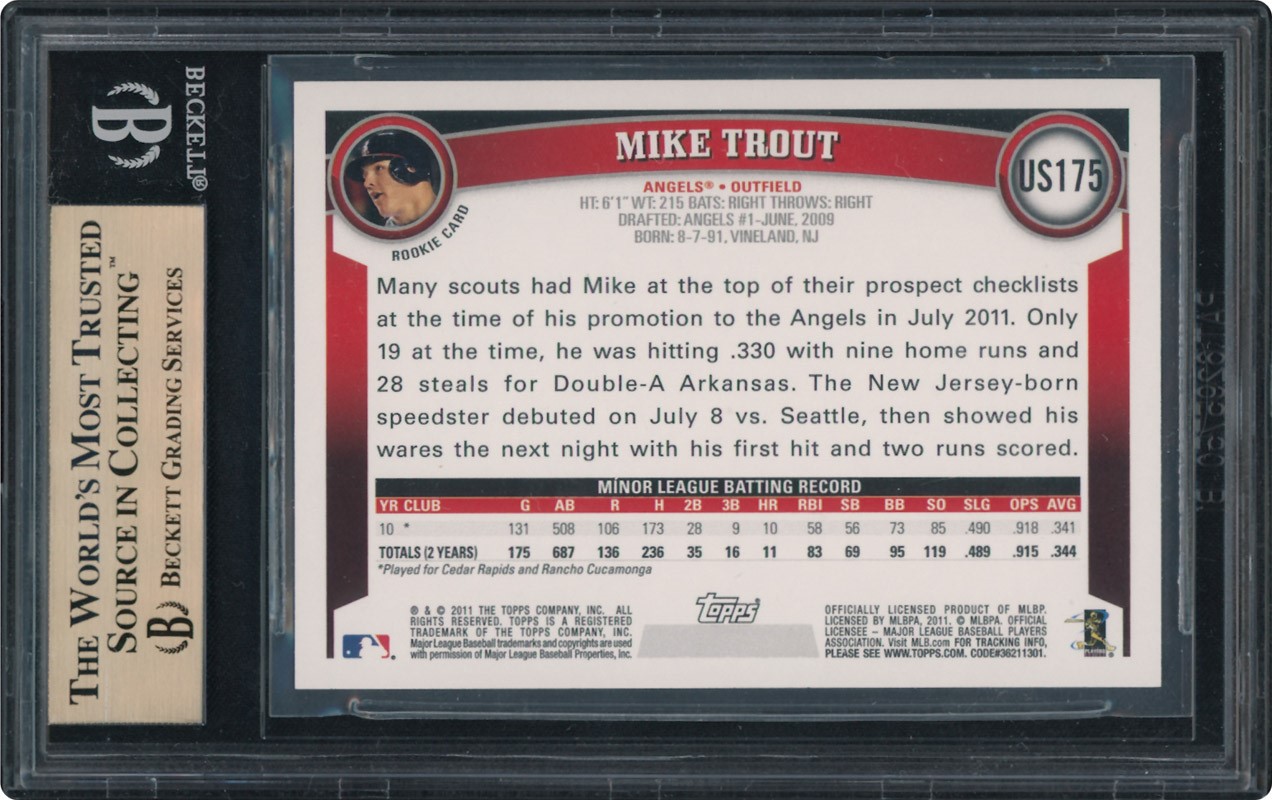 BECKETT®
B
THE WORLD'S MOST TRUSTED
SOURCE IN COLLECTING™
B BECKETT GRADING SERVICES
MIKE TROUT
US175
ROOKIE CARD
ANGELS® • OUTFIELD
HT: 6'1" WT: 215 BATS: RIGHT THROWS: RIGHT
DRAFTED: ANGELS #1-JUNE, 2009
BORN: 8-7-91, VINELAND, NJ
Many scouts had Mike at the top of their prospect checklists
at the time of his promotion to the Angels in July 2011. Only
19 at the time, he was hitting .330 with nine home runs and
28 steals for Double-A Arkansas. The New Jersey-born
speedster debuted on July 8 vs. Seattle, then showed his
wares the next night with his first hit and two runs scored.
MINOR LEAGUE BATTING RECORD
YR CLUB G AB R H 2B 3B HR RBI SB BB SO SLG OPS AVG
10 * 131 508 106 173 28 9 10 58 56 73 85 .490 .918 .341
TOTALS (2 YEARS) 175 687 136 236 35 16 11 83 69 95 119 .489 .915 .344
*Played for Cedar Rapids and Rancho Cucamonga
® & © 2011 THE TOPPS COMPANY, INC. ALL
RIGHTS RESERVED. TOPPS IS A REGISTERED
TRADEMARK OF THE TOPPS COMPANY, INC.
Major League Baseball trademarks and copyrights are used
with permission of Major League Baseball Properties, Inc.
Topps®
OFFICIALLY LICENSED PRODUCT OF MLBP.
LICENSED BY MLBPA, 2011. © MLBPA. OFFICIAL
LICENSEE – MAJOR LEAGUE BASEBALL PLAYERS
ASSOCIATION. Visit MLB.com FOR TRACKING INFO,
PLEASE SEE WWW.TOPPS.COM. CODE#36211301.